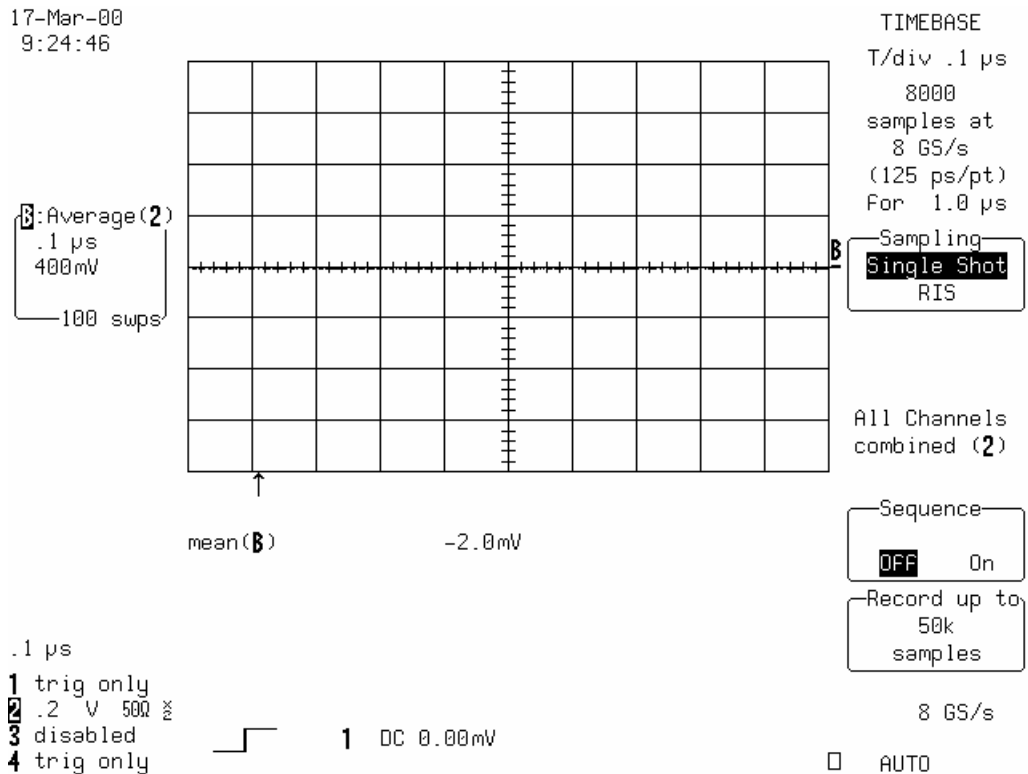 17-Mar-00
9:24:46
B:Average(2)
.1 µs
400mV
100 swps
B
mean(B) -2.0mV
.1 µs
1 trig only
2 .2 V 50Ω ×2
3 disabled
4 trig only
1 DC 0.00mV
TIMEBASE
T/div .1 µs
8000
samples at
8 GS/s
(125 ps/pt)
For 1.0 µs
Sampling
Single Shot
RIS
All Channels
combined (2)
Sequence
OFF On
Record up to
50k
samples
8 GS/s
AUTO